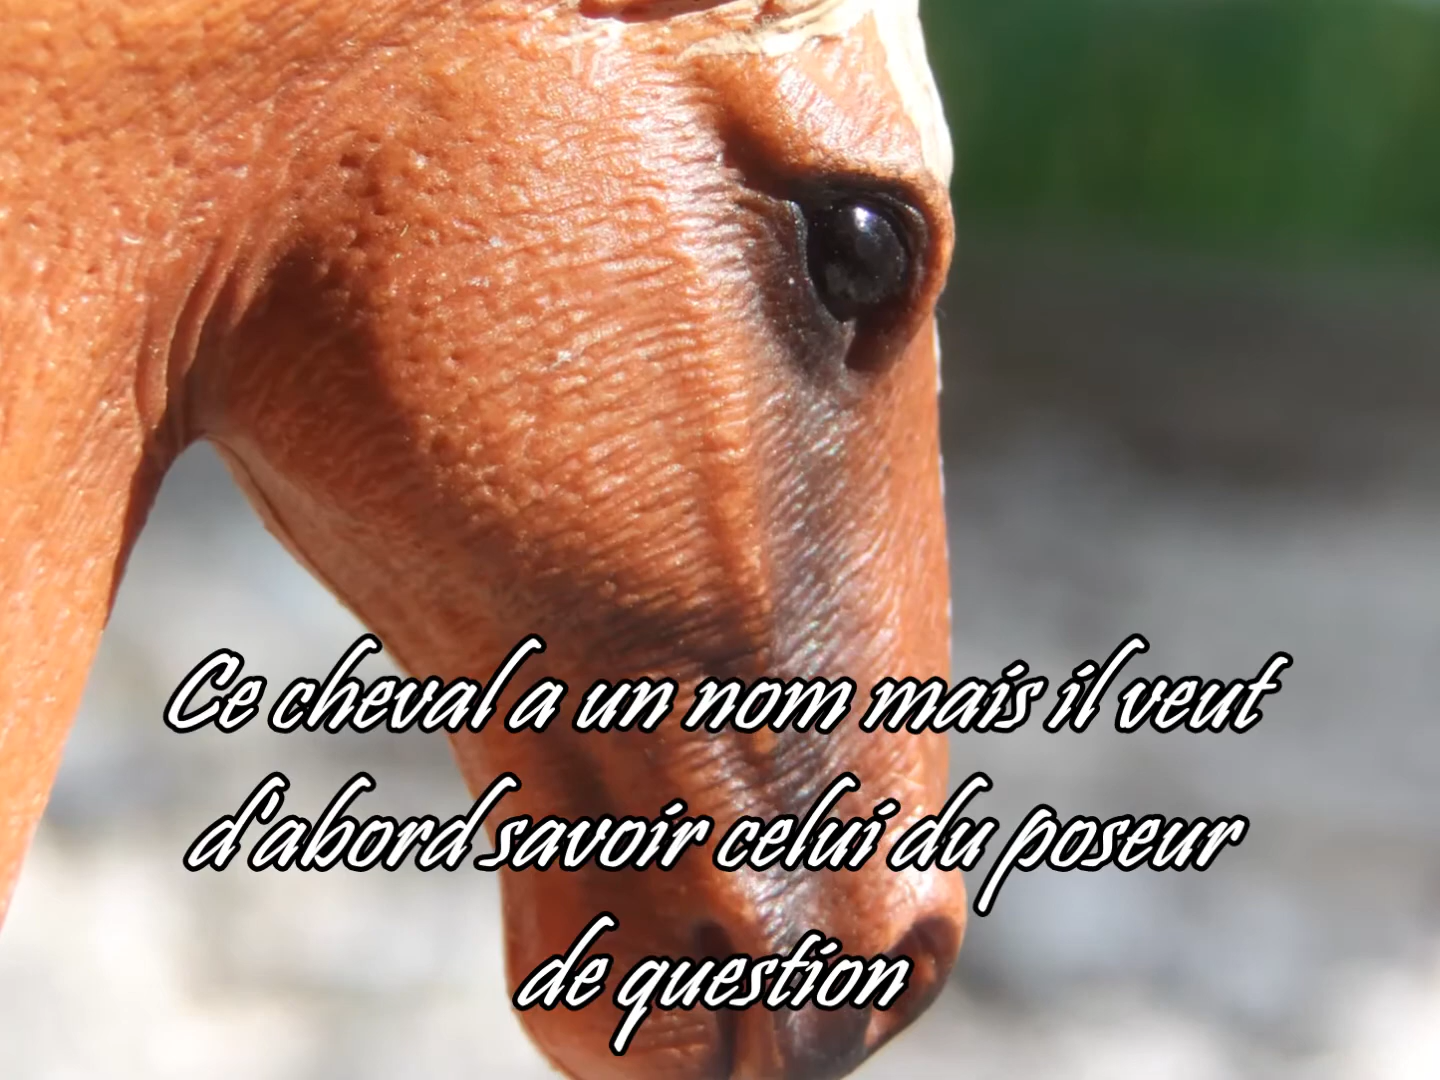 Ce cheval a un nom mais il veut
d'abord savoir celui du poseur
de question